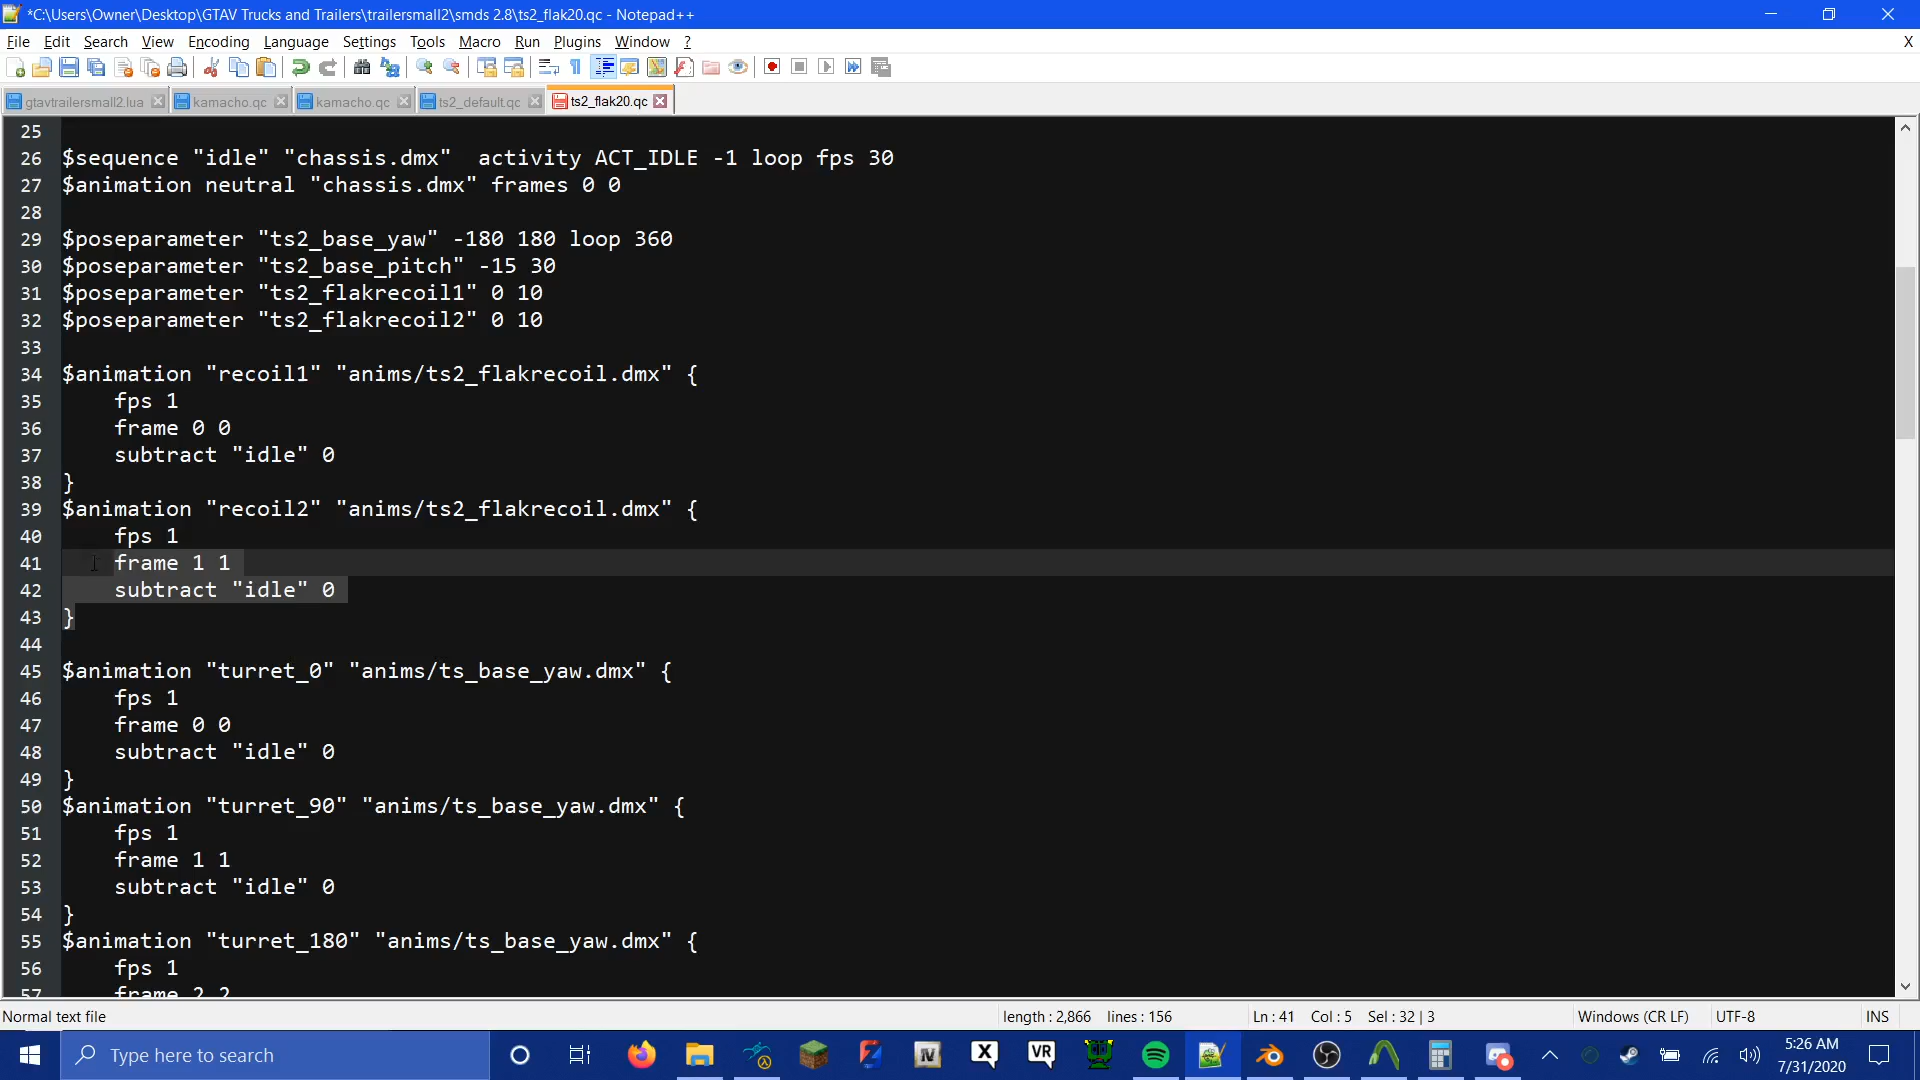 *C:\Users\Owner\Desktop\GTAV Trucks and Trailers\trailersmall2\smds 2.8\ts2_flak20.qc - Notepad++
File Edit Search View Encoding Language Settings Tools Macro Run Plugins Window ? X
gtavtrailersmall2.lua kamacho.qc kamacho.qc ts2_default.qc ts2_flak20.qc
25
26 $sequence "idle" "chassis.dmx"  activity ACT_IDLE -1 loop fps 30
27 $animation neutral "chassis.dmx" frames 0 0
28
29 $poseparameter "ts2_base_yaw" -180 180 loop 360
30 $poseparameter "ts2_base_pitch" -15 30
31 $poseparameter "ts2_flakrecoil1" 0 10
32 $poseparameter "ts2_flakrecoil2" 0 10
33
34 $animation "recoil1" "anims/ts2_flakrecoil.dmx" {
35     fps 1
36     frame 0 0
37     subtract "idle" 0
38 }
39 $animation "recoil2" "anims/ts2_flakrecoil.dmx" {
40     fps 1
41     frame 1 1
42     subtract "idle" 0
43 }
44
45 $animation "turret_0" "anims/ts_base_yaw.dmx" {
46     fps 1
47     frame 0 0
48     subtract "idle" 0
49 }
50 $animation "turret_90" "anims/ts_base_yaw.dmx" {
51     fps 1
52     frame 1 1
53     subtract "idle" 0
54 }
55 $animation "turret_180" "anims/ts_base_yaw.dmx" {
56     fps 1
57     frame 2 2
Normal text file length : 2,866 lines : 156 Ln : 41 Col : 5 Sel : 32 | 3 Windows (CR LF) UTF-8 INS
Type here to search IV X VR 5:26 AM
7/31/2020